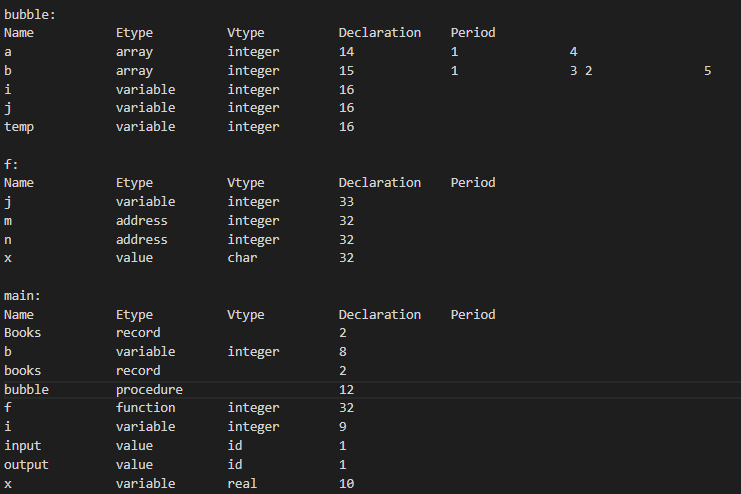 bubble:
Name Etype Vtype Declaration Period
a array integer 14 1 4
b array integer 15 1 3 2 5
i variable integer 16
j variable integer 16
temp variable integer 16
f:
Name Etype Vtype Declaration Period
j variable integer 33
m address integer 32
n address integer 32
x value char 32
main:
Name Etype Vtype Declaration Period
Books record 2
b variable integer 8
books record 2
bubble procedure 12
f function integer 32
i variable integer 9
input value id 1
output value id 1
x variable real 10